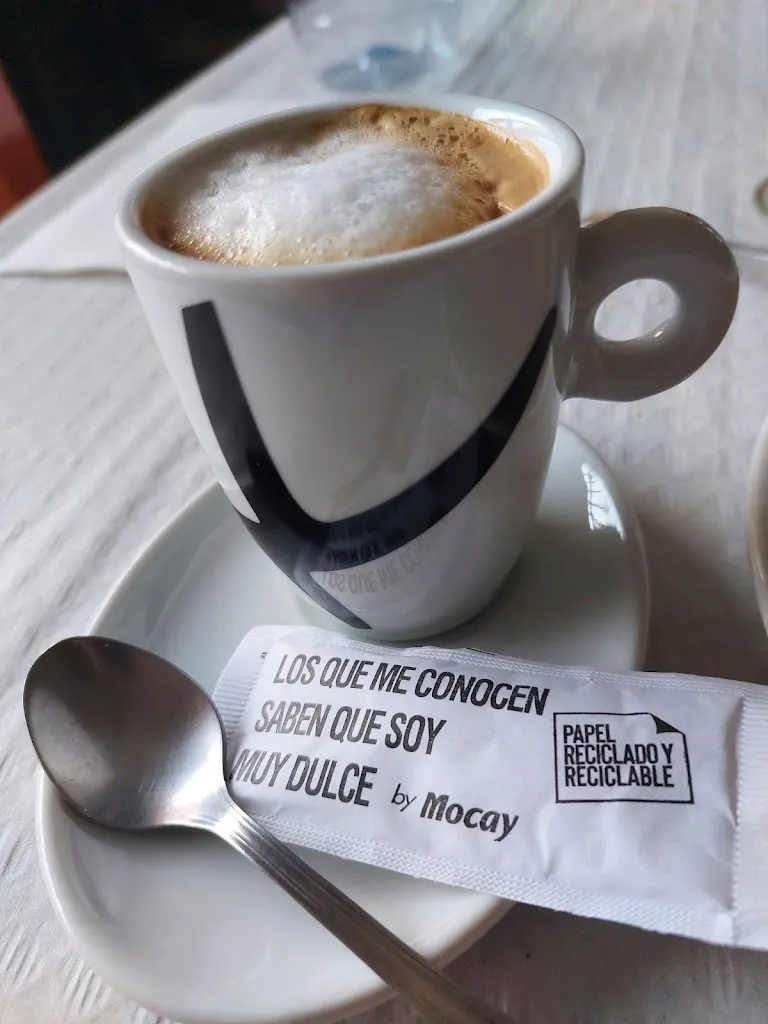 "LOS QUE ME CONOCEN
SABEN QUE SOY
MUY DULCE by Mocay
PAPEL
RECICLADO Y
RECICLABLE